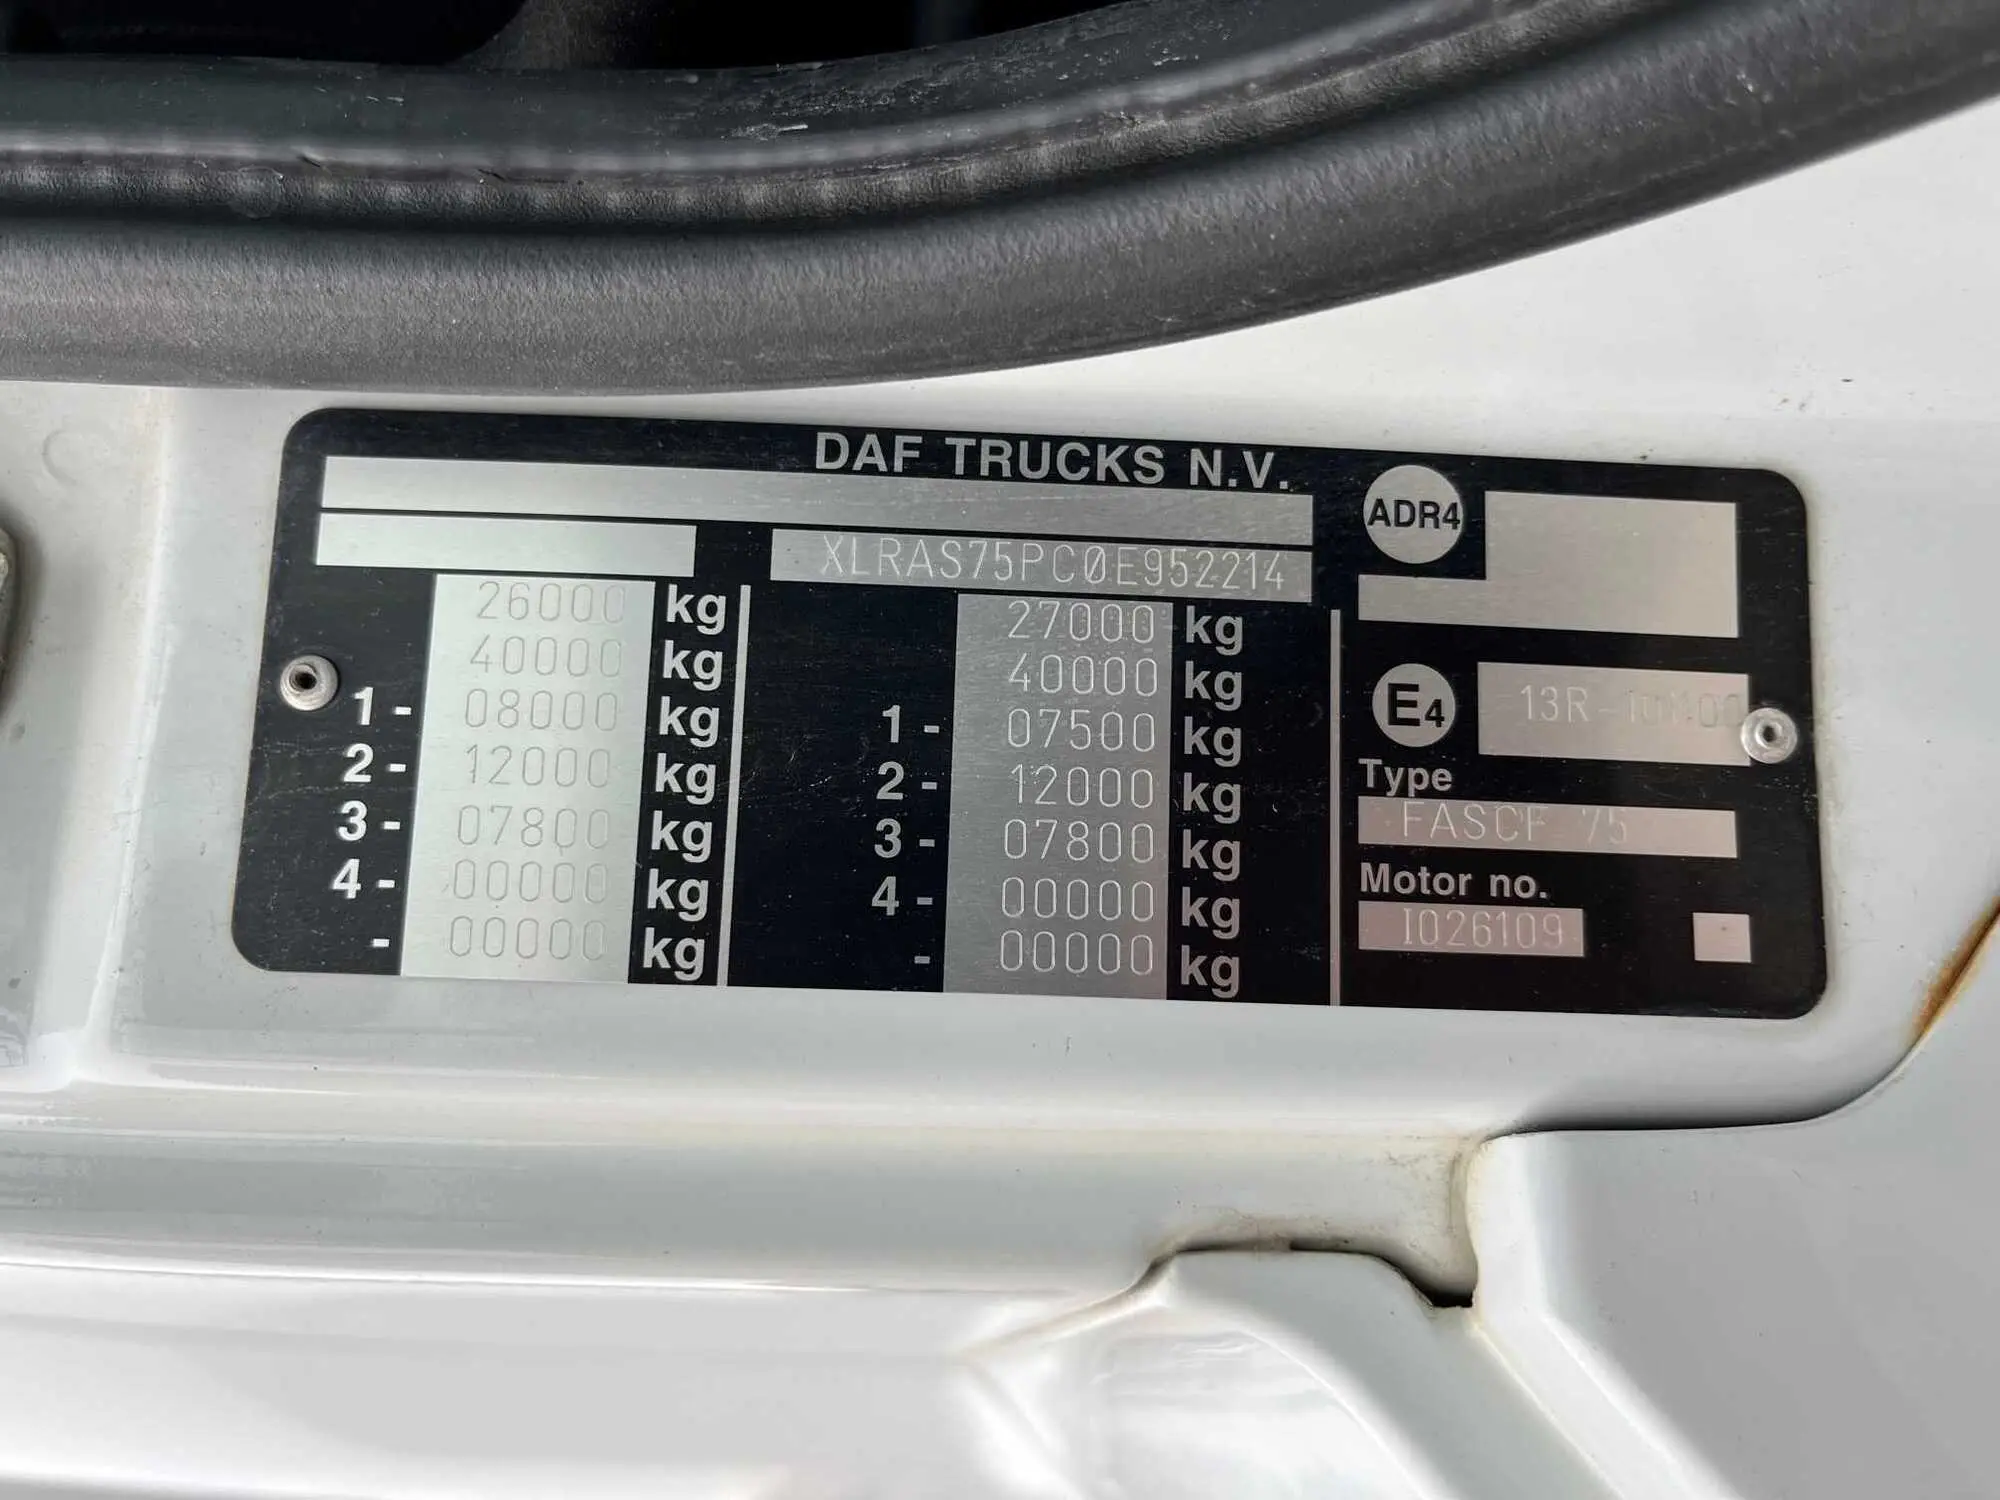 DAF TRUCKS N.V.
ADR4
XLRAS75PC0E952214
26000 kg 27000 kg
40000 kg 40000 kg
1 - 08000 kg 1 - 07500 kg
2 - 12000 kg 2 - 12000 kg
3 - 07800 kg 3 - 07800 kg
4 - 00000 kg 4 - 00000 kg
- 00000 kg - 00000 kg
E4
Type
FASCF 75
Motor no.
I026109